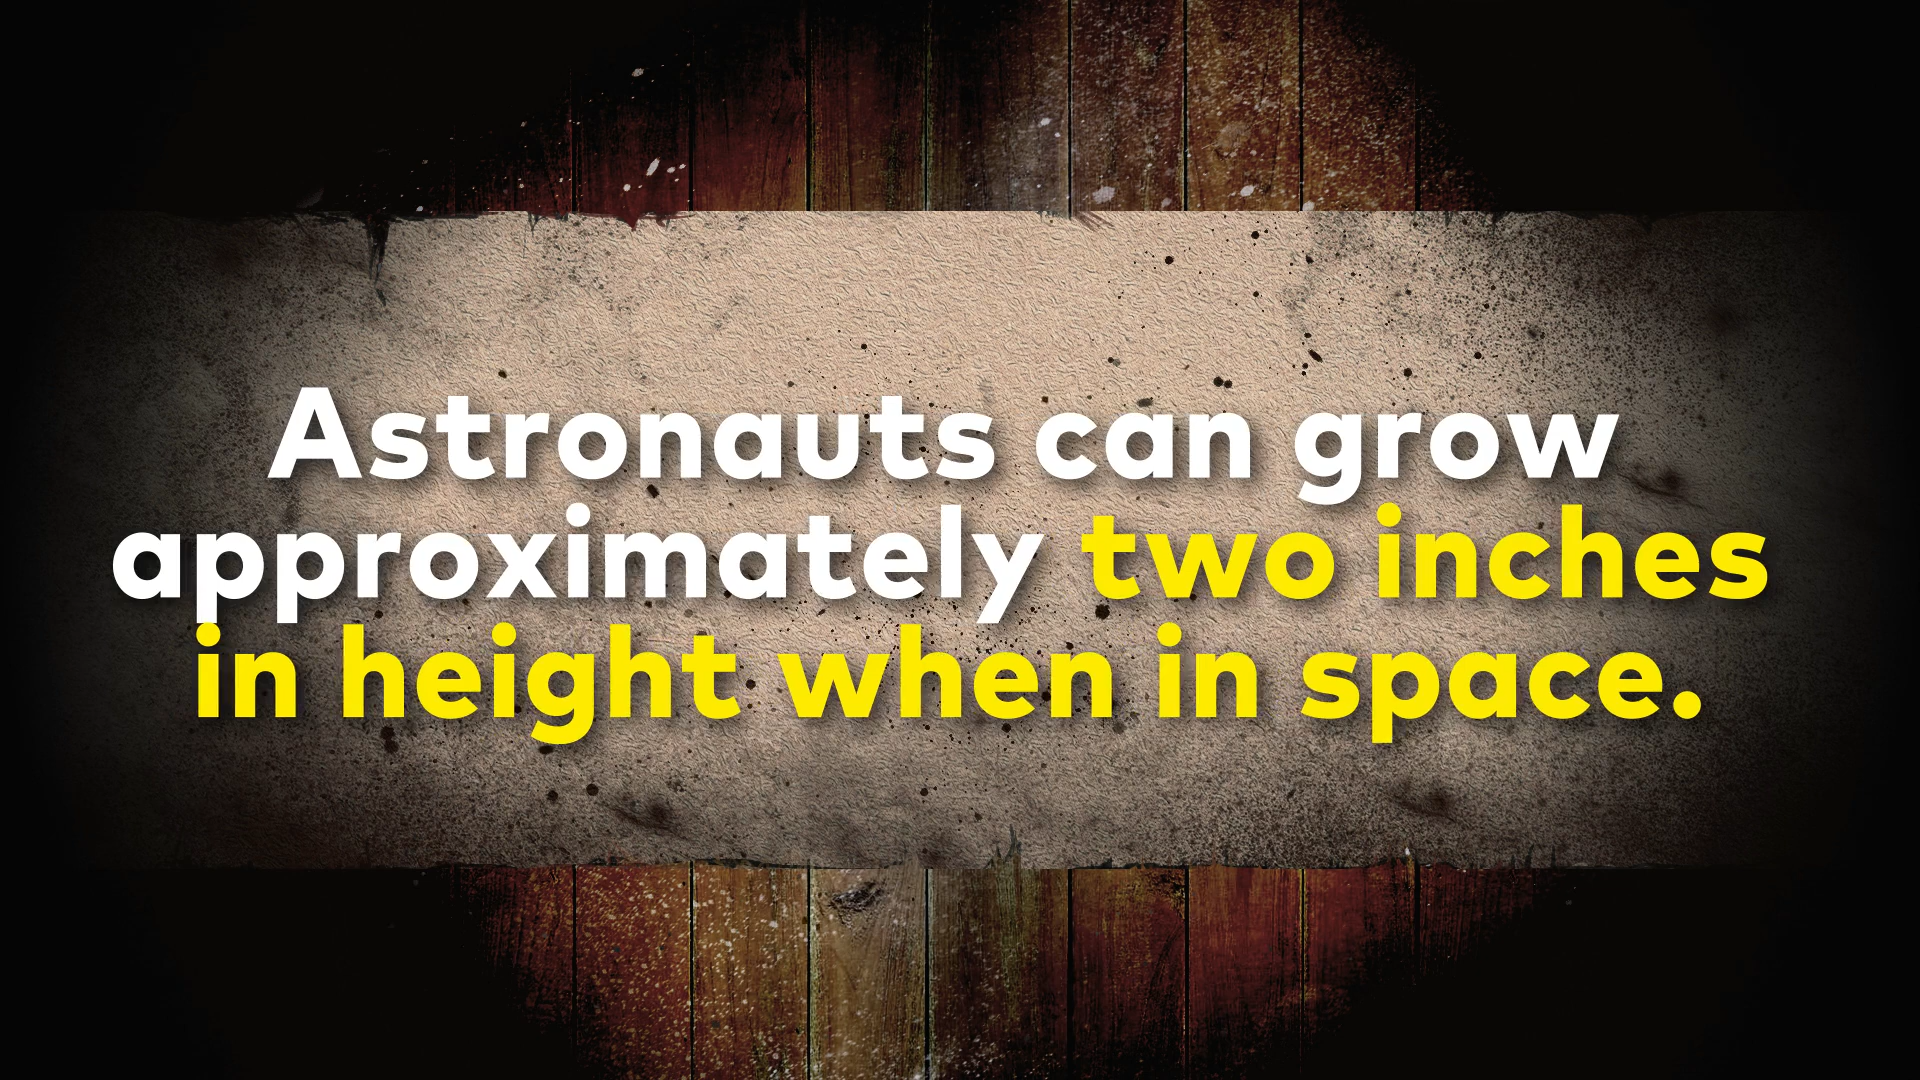 Astronauts can grow
approximately two inches
in height when in space.